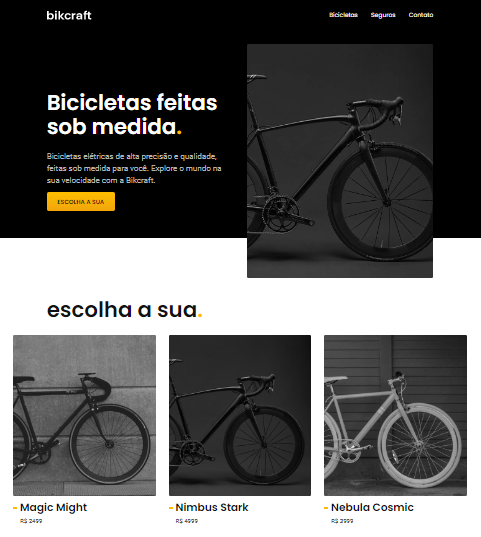 bikcraft
Bicicletas Seguros Contato
Bicicletas feitas
sob medida.
Bicicletas elétricas de alta precisão e qualidade,
feitas sob medida para você. Explore o mundo na
sua velocidade com a Bikcraft.
ESCOLHA A SUA
escolha a sua.
Magic Might
R$ 2499
Nimbus Stark
R$ 4999
Nebula Cosmic
R$ 3999